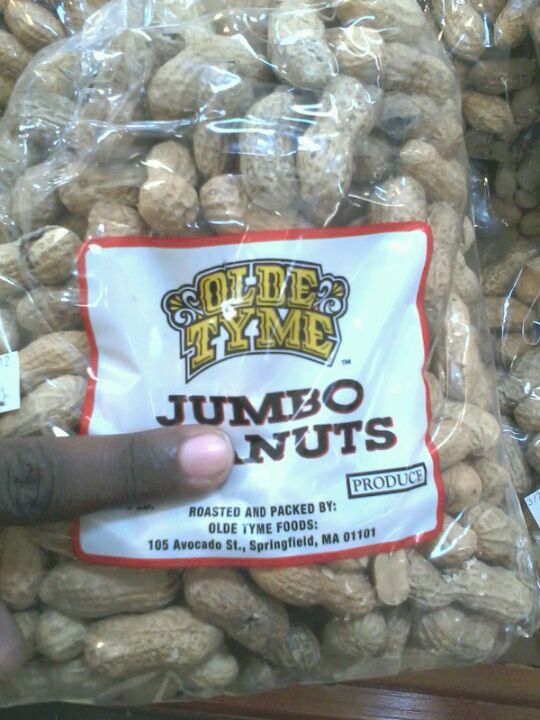 OLDE
TYME
TM
JUMBO
ANUTS
PRODUCE
ROASTED AND PACKED BY:
OLDE TYME FOODS:
105 Avocado St., Springfield, MA 01101